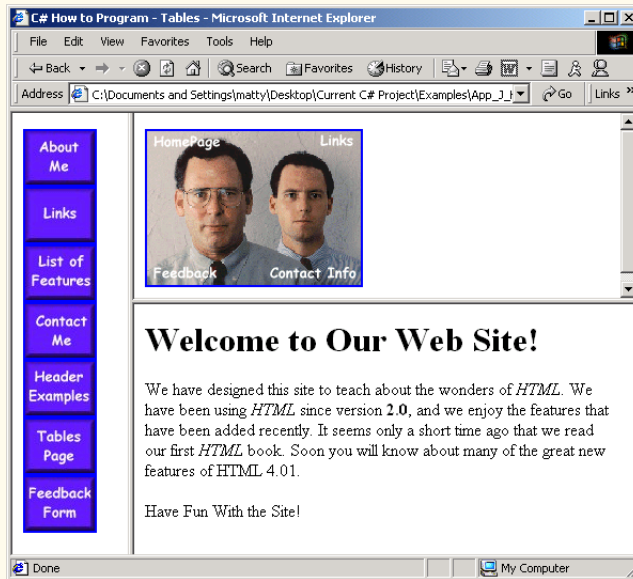 C# How to Program - Tables - Microsoft Internet Explorer
File Edit View Favorites Tools Help
Back Search Favorites History
Address C:\Documents and Settings\matty\Desktop\Current C# Project\Examples\App_J_ Go Links »
About
Me
Links
List of
Features
Contact
Me
Header
Examples
Tables
Page
Feedback
Form
HomePage Links
Feedback Contact Info
Welcome to Our Web Site!
We have designed this site to teach about the wonders of HTML. We
have been using HTML since version 2.0, and we enjoy the features that
have been added recently. It seems only a short time ago that we read
our first HTML book. Soon you will know about many of the great new
features of HTML 4.01.
Have Fun With the Site!
Done My Computer